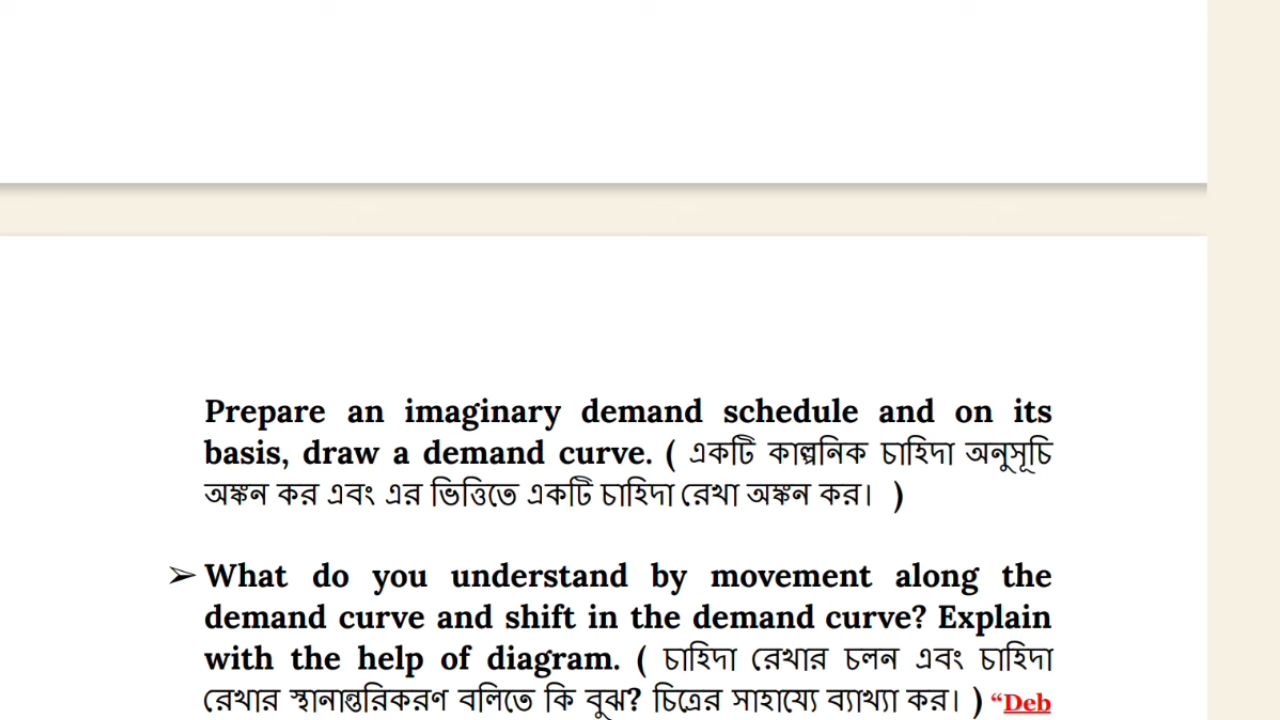 Prepare an imaginary demand schedule and on its
basis, draw a demand curve. ( একটি কাল্পনিক চাহিদা অনুসূচি
অঙ্কন কর এবং এর ভিত্তিতে একটি চাহিদা রেখা অঙ্কন কর। )
➢ What do you understand by movement along the
demand curve and shift in the demand curve? Explain
with the help of diagram. ( চাহিদা রেখার চলন এবং চাহিদা
রেখার স্থানান্তরিকরণ বলিতে কি বুঝ? চিত্রের সাহায্যে ব্যাখ্যা কর। ) “Deb